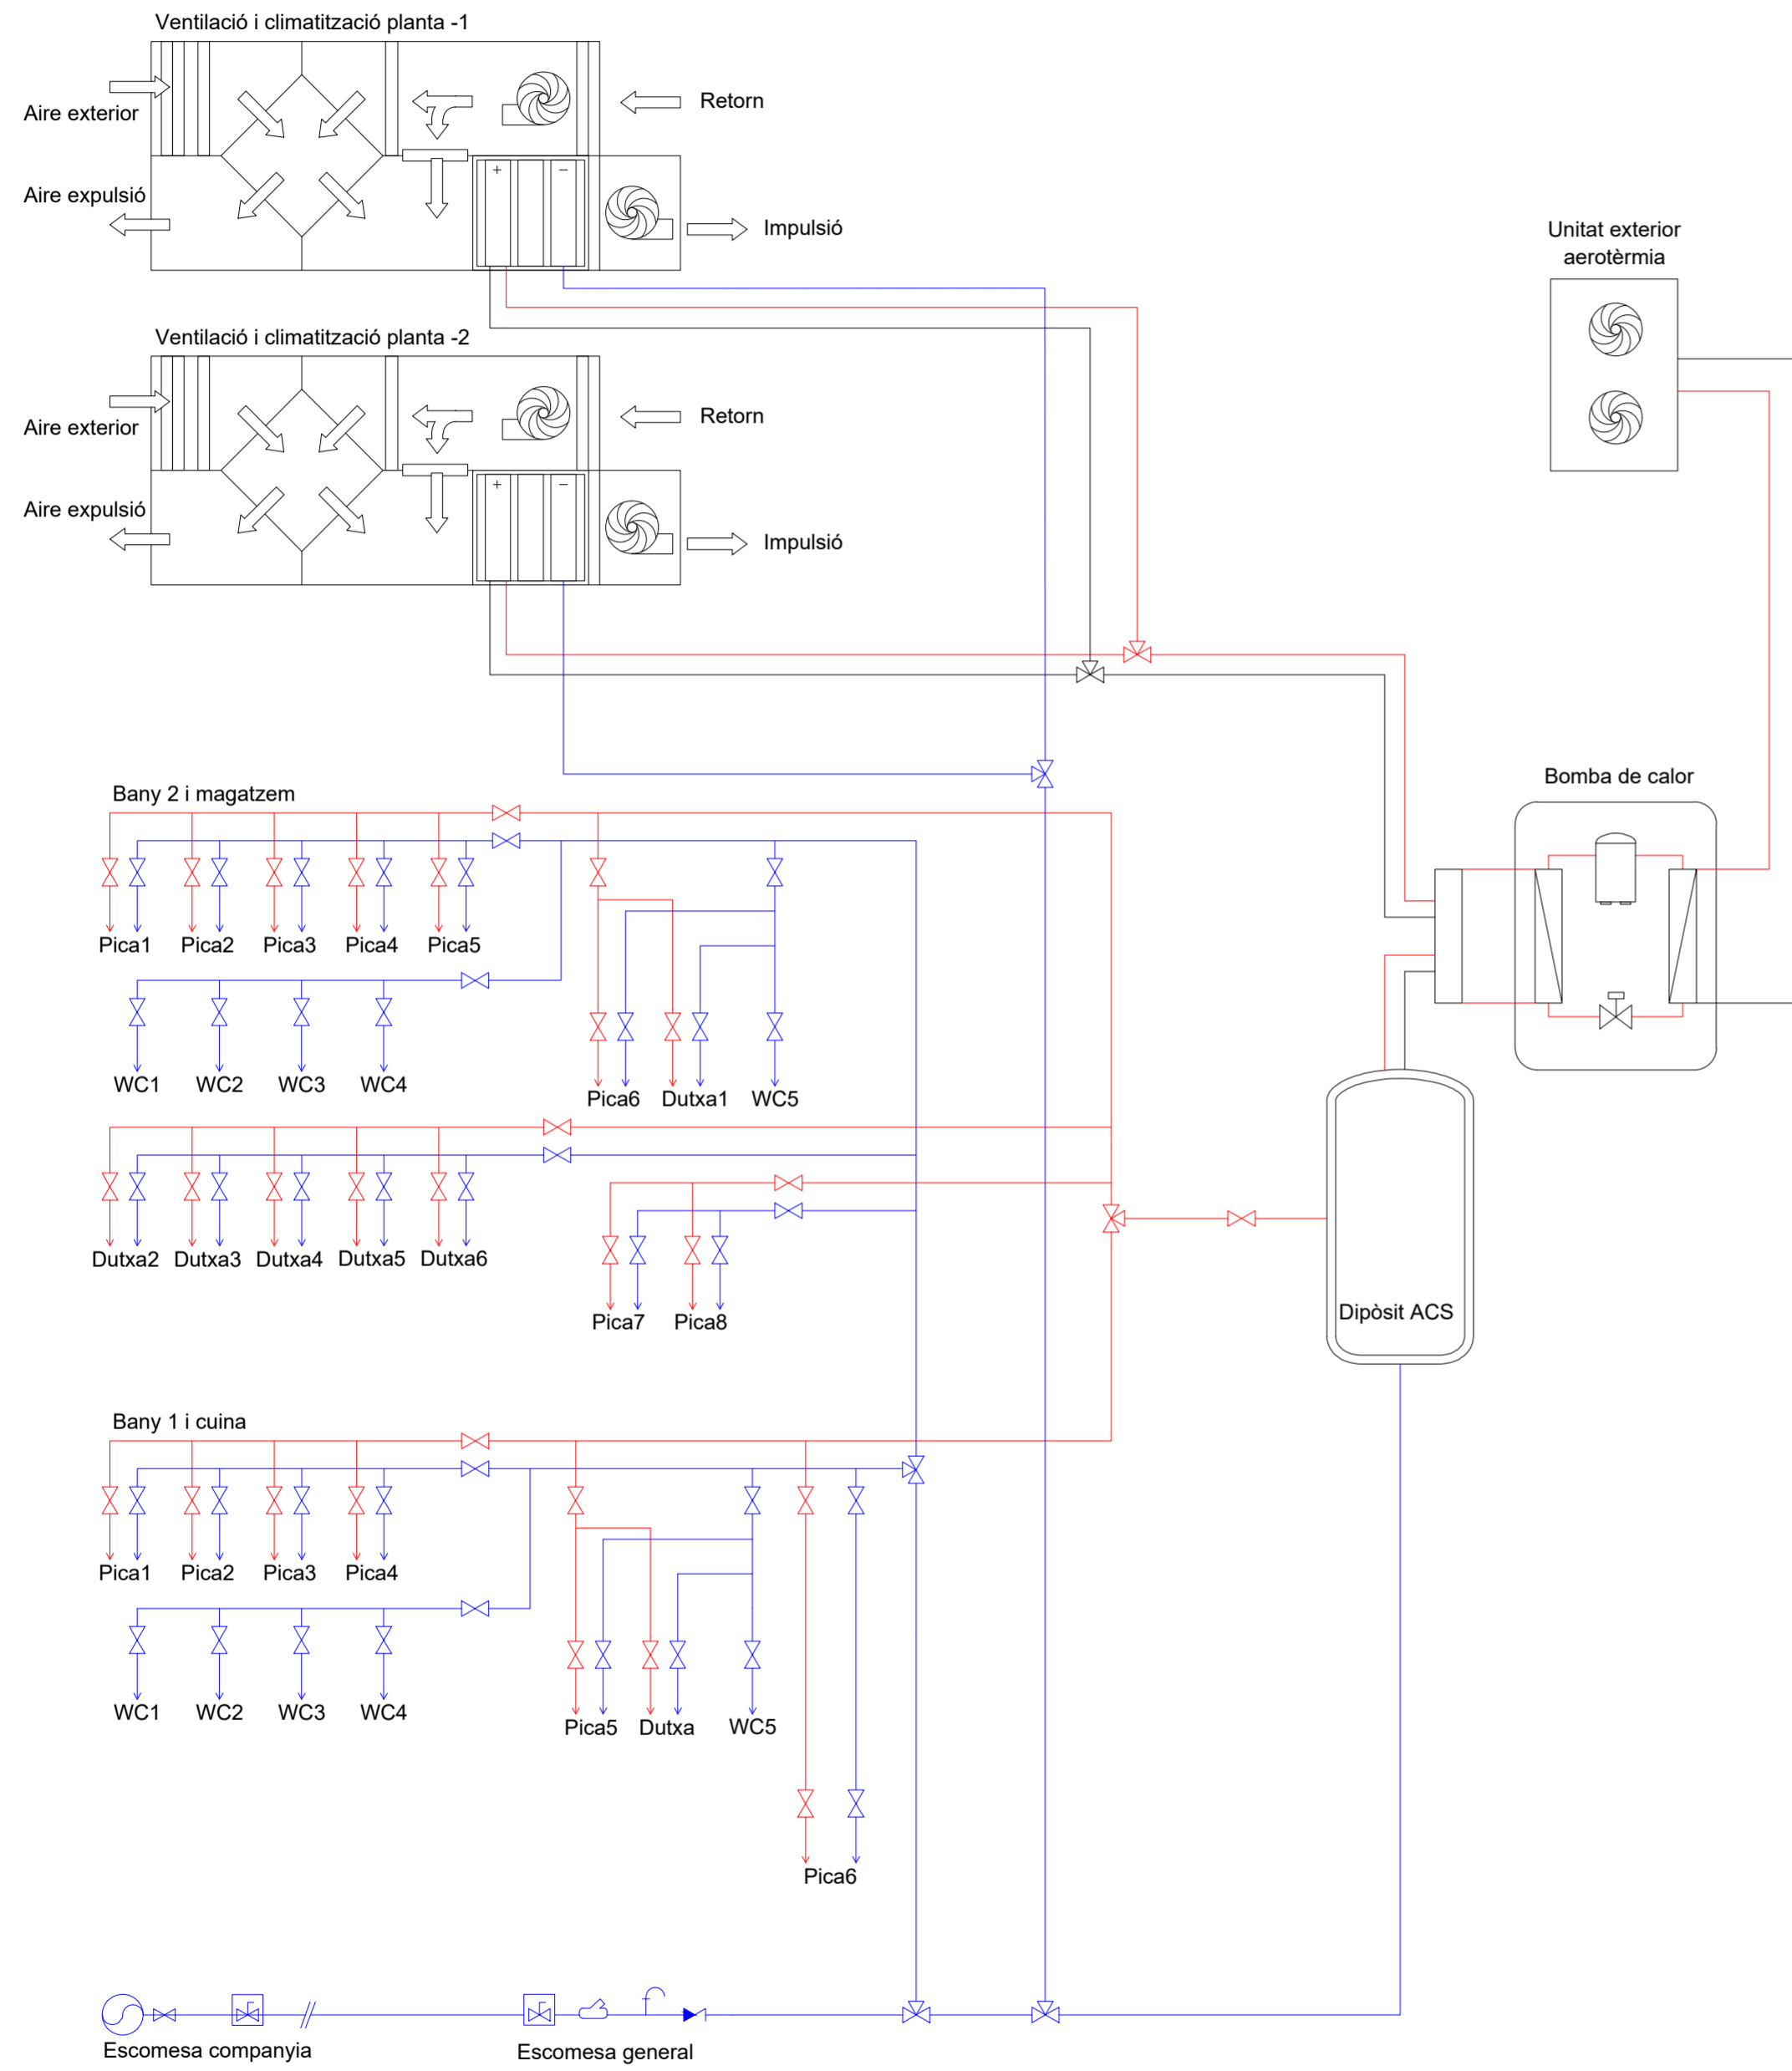 Ventilació i climatització planta -1
Aire exterior
Retorn
Aire expulsió
+
–
Impulsió
Unitat exterior
aerotèrmia
Ventilació i climatització planta -2
Aire exterior
Retorn
Aire expulsió
+
–
Impulsió
Bomba de calor
Bany 2 i magatzem
Pica1 Pica2 Pica3 Pica4 Pica5
WC1 WC2 WC3 WC4
Pica6 Dutxa1 WC5
Dutxa2 Dutxa3 Dutxa4 Dutxa5 Dutxa6
Pica7 Pica8
Dipòsit ACS
Bany 1 i cuina
Pica1 Pica2 Pica3 Pica4
WC1 WC2 WC3 WC4
Pica5 Dutxa WC5
Pica6
Escomesa companyia
Escomesa general